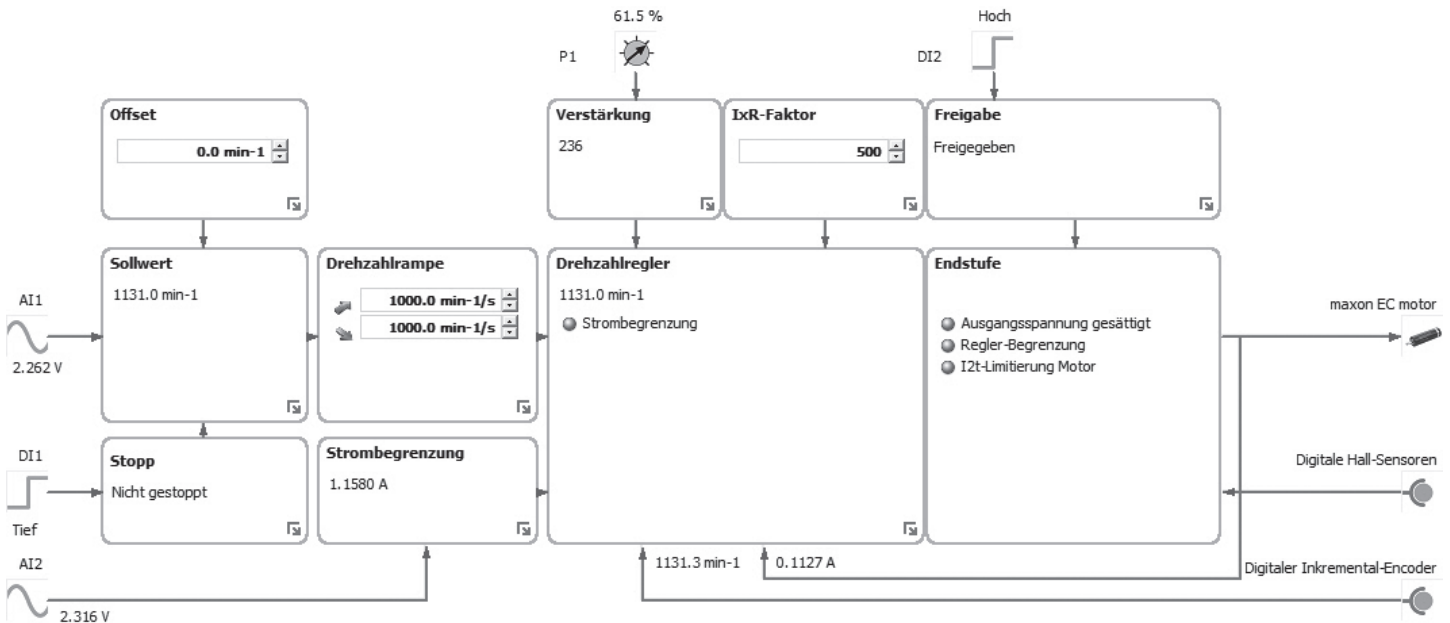 61.5 %
P1
Hoch
DI2
Offset
0.0 min-1
Verstärkung
236
IxR-Faktor
500
Freigabe
Freigegeben
AI1
2.262 V
Sollwert
1131.0 min-1
Drehzahlrampe
1000.0 min-1/s
1000.0 min-1/s
Drehzahlregler
1131.0 min-1
Strombegrenzung
Endstufe
Ausgangsspannung gesättigt
Regler-Begrenzung
I2t-Limitierung Motor
maxon EC motor
DI1
Tief
Stopp
Nicht gestoppt
Strombegrenzung
1.1580 A
Digitale Hall-Sensoren
AI2
2.316 V
1131.3 min-1
0.1127 A
Digitaler Inkremental-Encoder